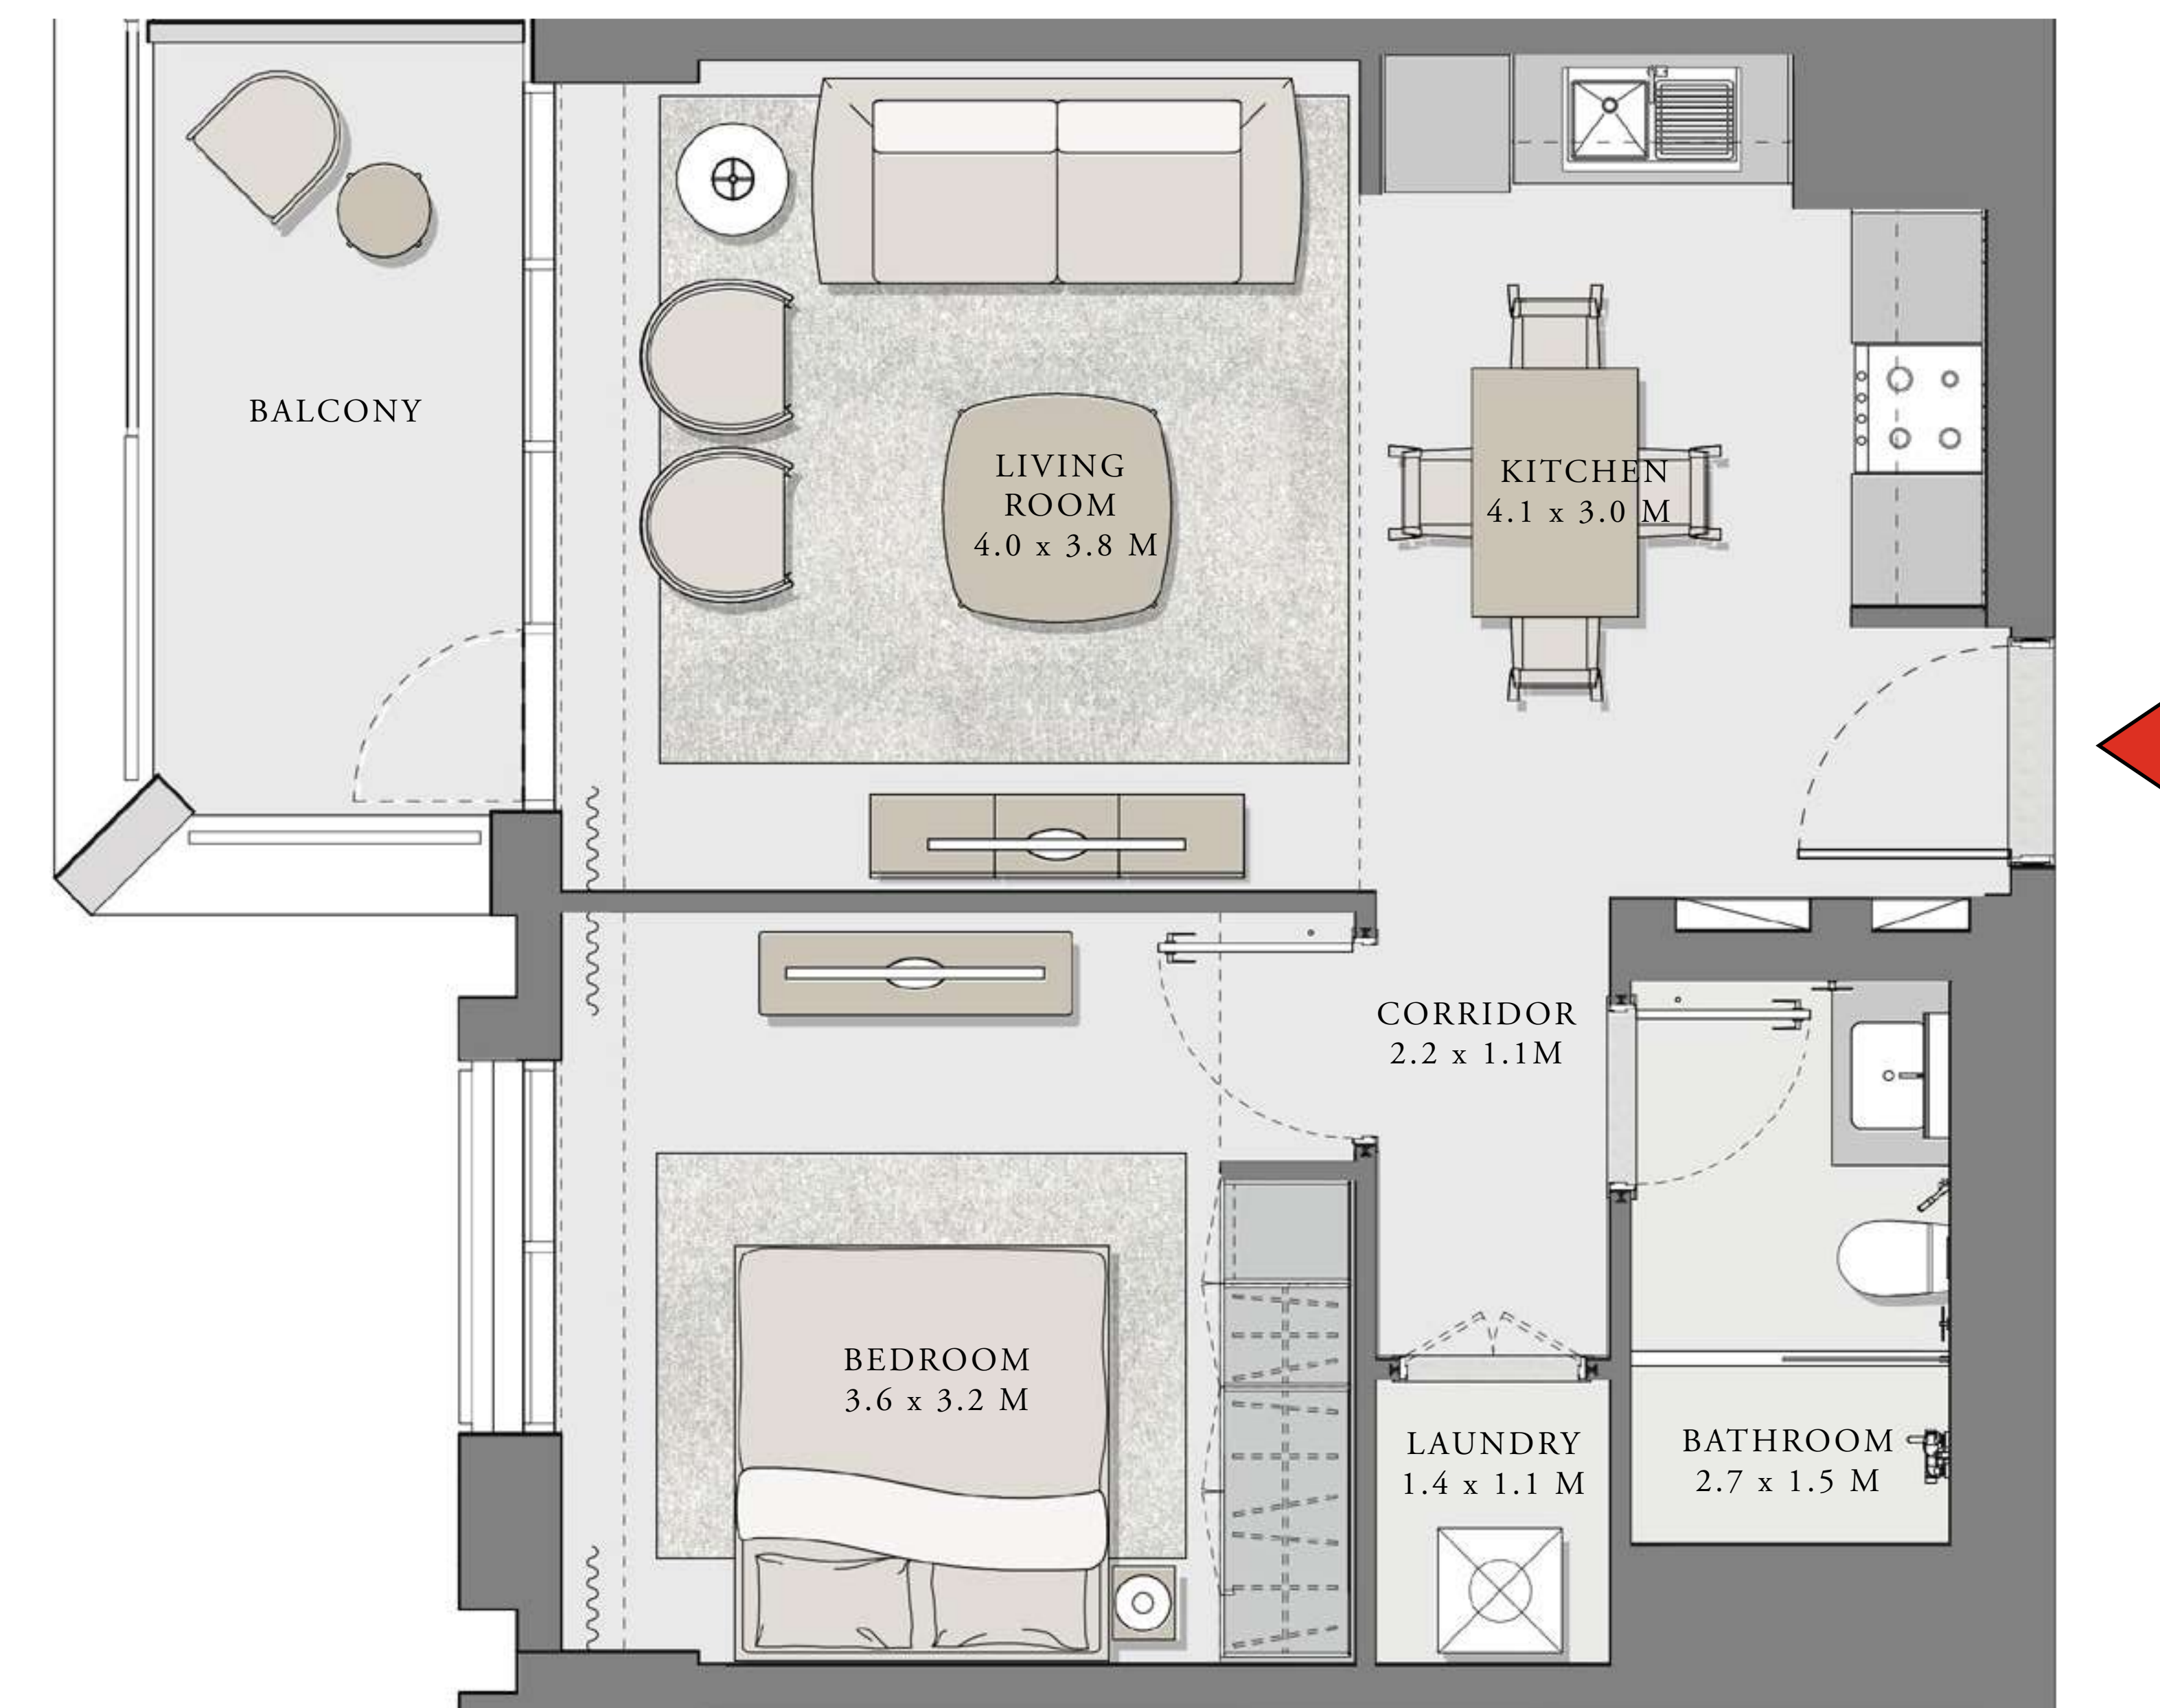 BALCONY
LIVING
ROOM
4.0 x 3.8 M
KITCHEN
4.1 x 3.0 M
CORRIDOR
2.2 x 1.1M
BEDROOM
3.6 x 3.2 M
LAUNDRY
1.4 x 1.1 M
BATHROOM
2.7 x 1.5 M